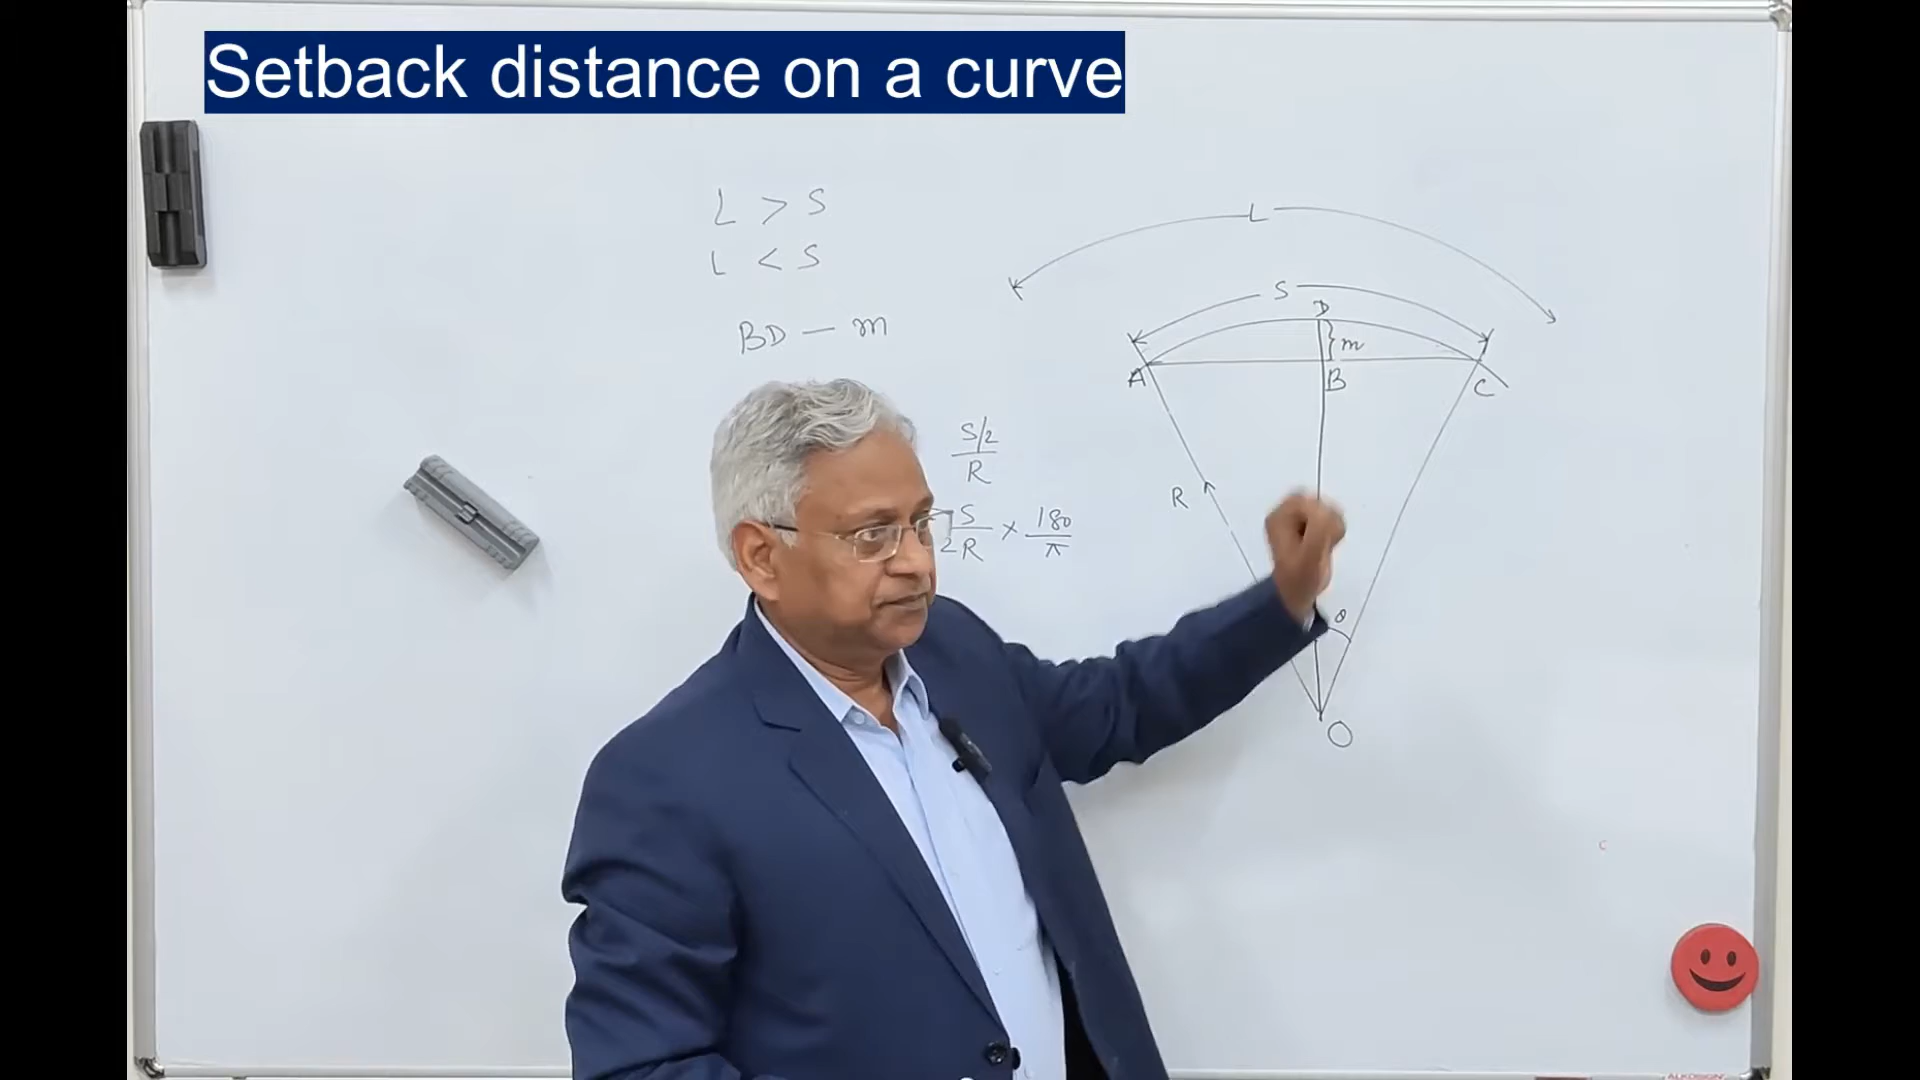 Setback distance on a curve
L > S
L < S
BD — m
S/2
R
S
2R × 180
π
L
S
D
m
A
B
C
R
θ
O